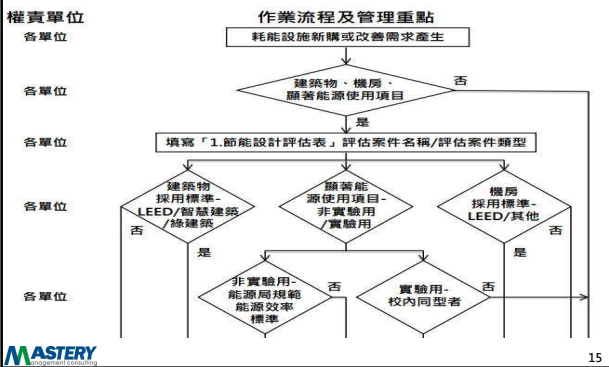 權責單位
作業流程及管理重點
各單位
耗能設施新購或改善需求產生
各單位
建築物、機房、
顯著能源使用項目
否
是
各單位
填寫「1.節能設計評估表」評估案件名稱/評估案件類型
各單位
建築物
採用標準-
LEED/智慧建築
/綠建築
否
是
顯著能
源使用項目-
非實驗用
/實驗用
機房
採用標準-
LEED/其他
否
是
各單位
非實驗用-
能源局規範
能源效率
標準
否
實驗用-
校內同型者
否
MASTERY
management consulting
15